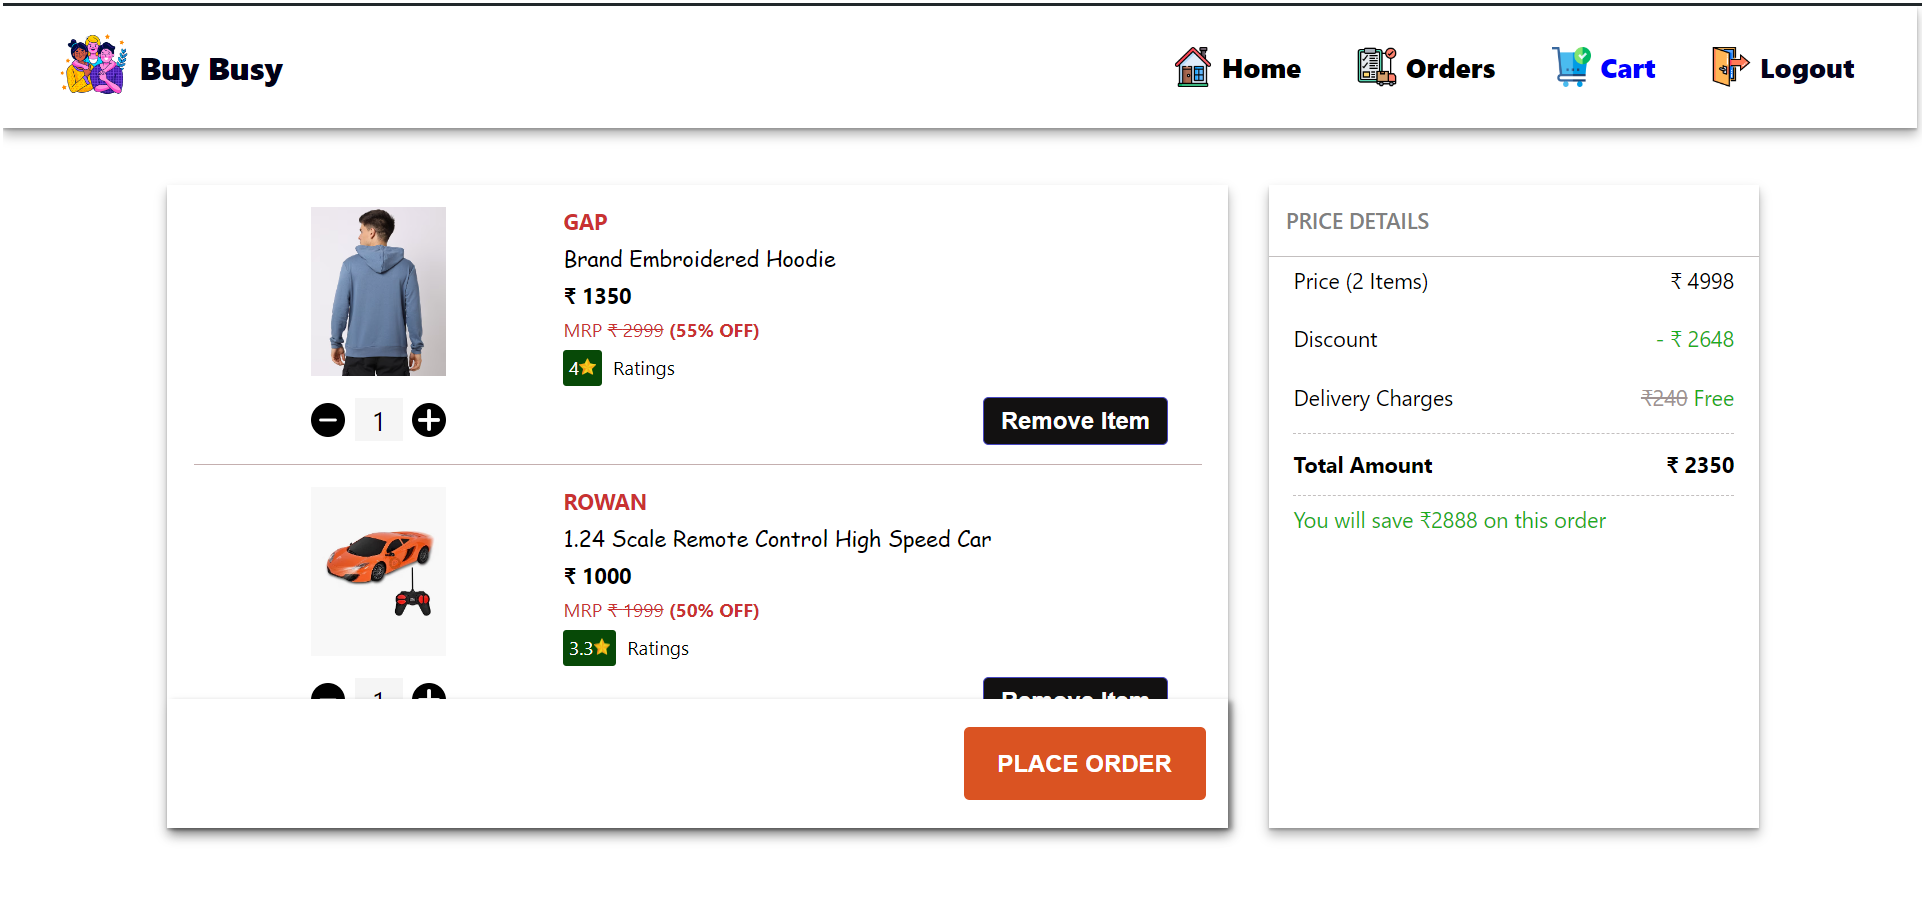 Buy Busy
Home
Orders
Cart
Logout
GAP
Brand Embroidered Hoodie
₹ 1350
MRP ₹ 2999 (55% OFF)
4⭐ Ratings
1
Remove Item
ROWAN
1.24 Scale Remote Control High Speed Car
₹ 1000
MRP ₹ 1999 (50% OFF)
3.3⭐ Ratings
1
Remove Item
PLACE ORDER
PRICE DETAILS
Price (2 Items) ₹ 4998
Discount - ₹ 2648
Delivery Charges ₹240 Free
Total Amount ₹ 2350
You will save ₹2888 on this order